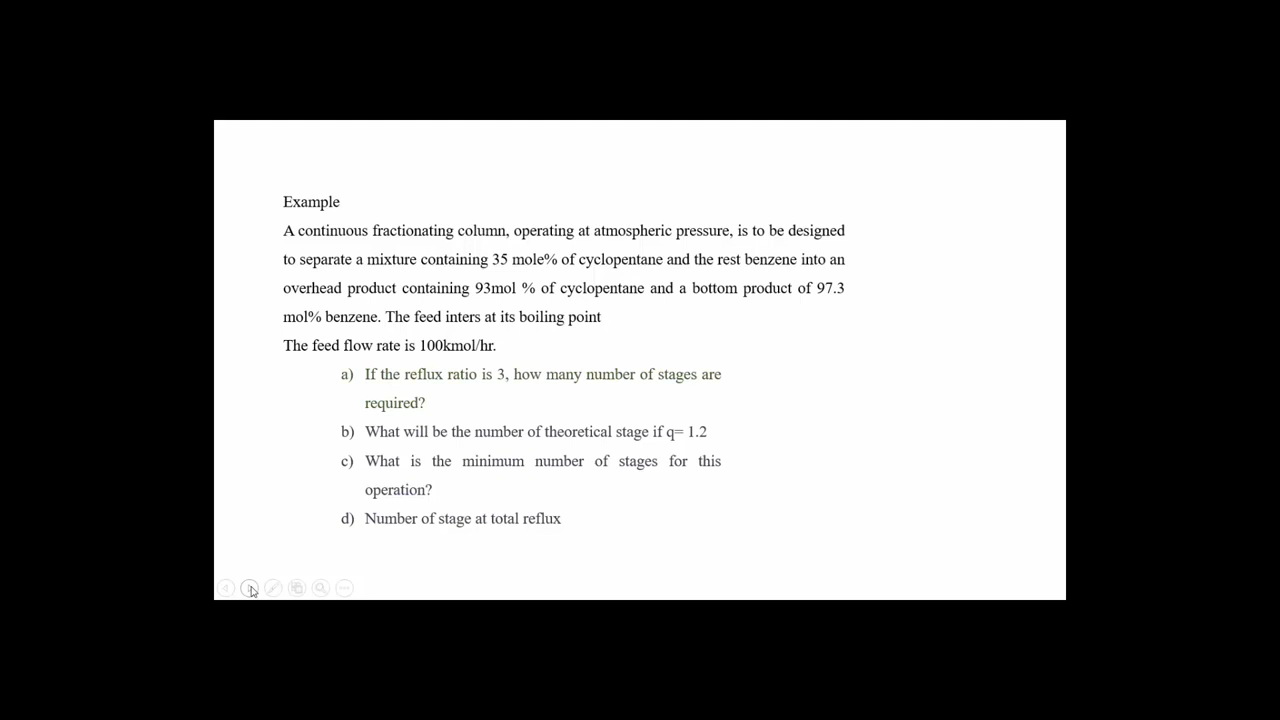 Example
A continuous fractionating column, operating at atmospheric pressure, is to be designed
to separate a mixture containing 35 mole% of cyclopentane and the rest benzene into an
overhead product containing 93mol % of cyclopentane and a bottom product of 97.3
mol% benzene. The feed inters at its boiling point
The feed flow rate is 100kmol/hr.
a) If the reflux ratio is 3, how many number of stages are
required?
b) What will be the number of theoretical stage if q= 1.2
c) What is the minimum number of stages for this
operation?
d) Number of stage at total reflux